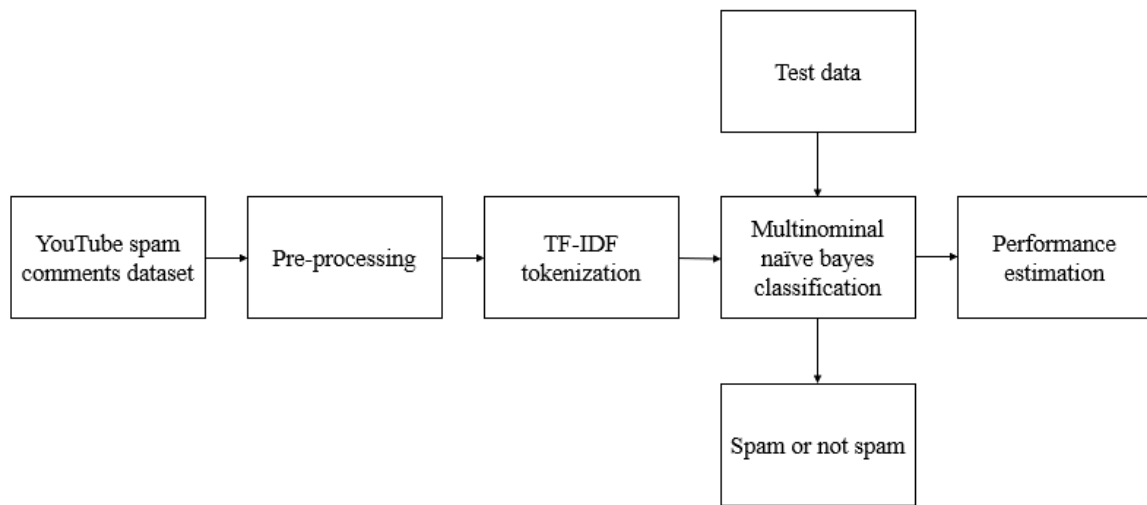 Test data
YouTube spam
comments dataset
Pre-processing
TF-IDF
tokenization
Multinominal
naïve bayes
classification
Performance
estimation
Spam or not spam